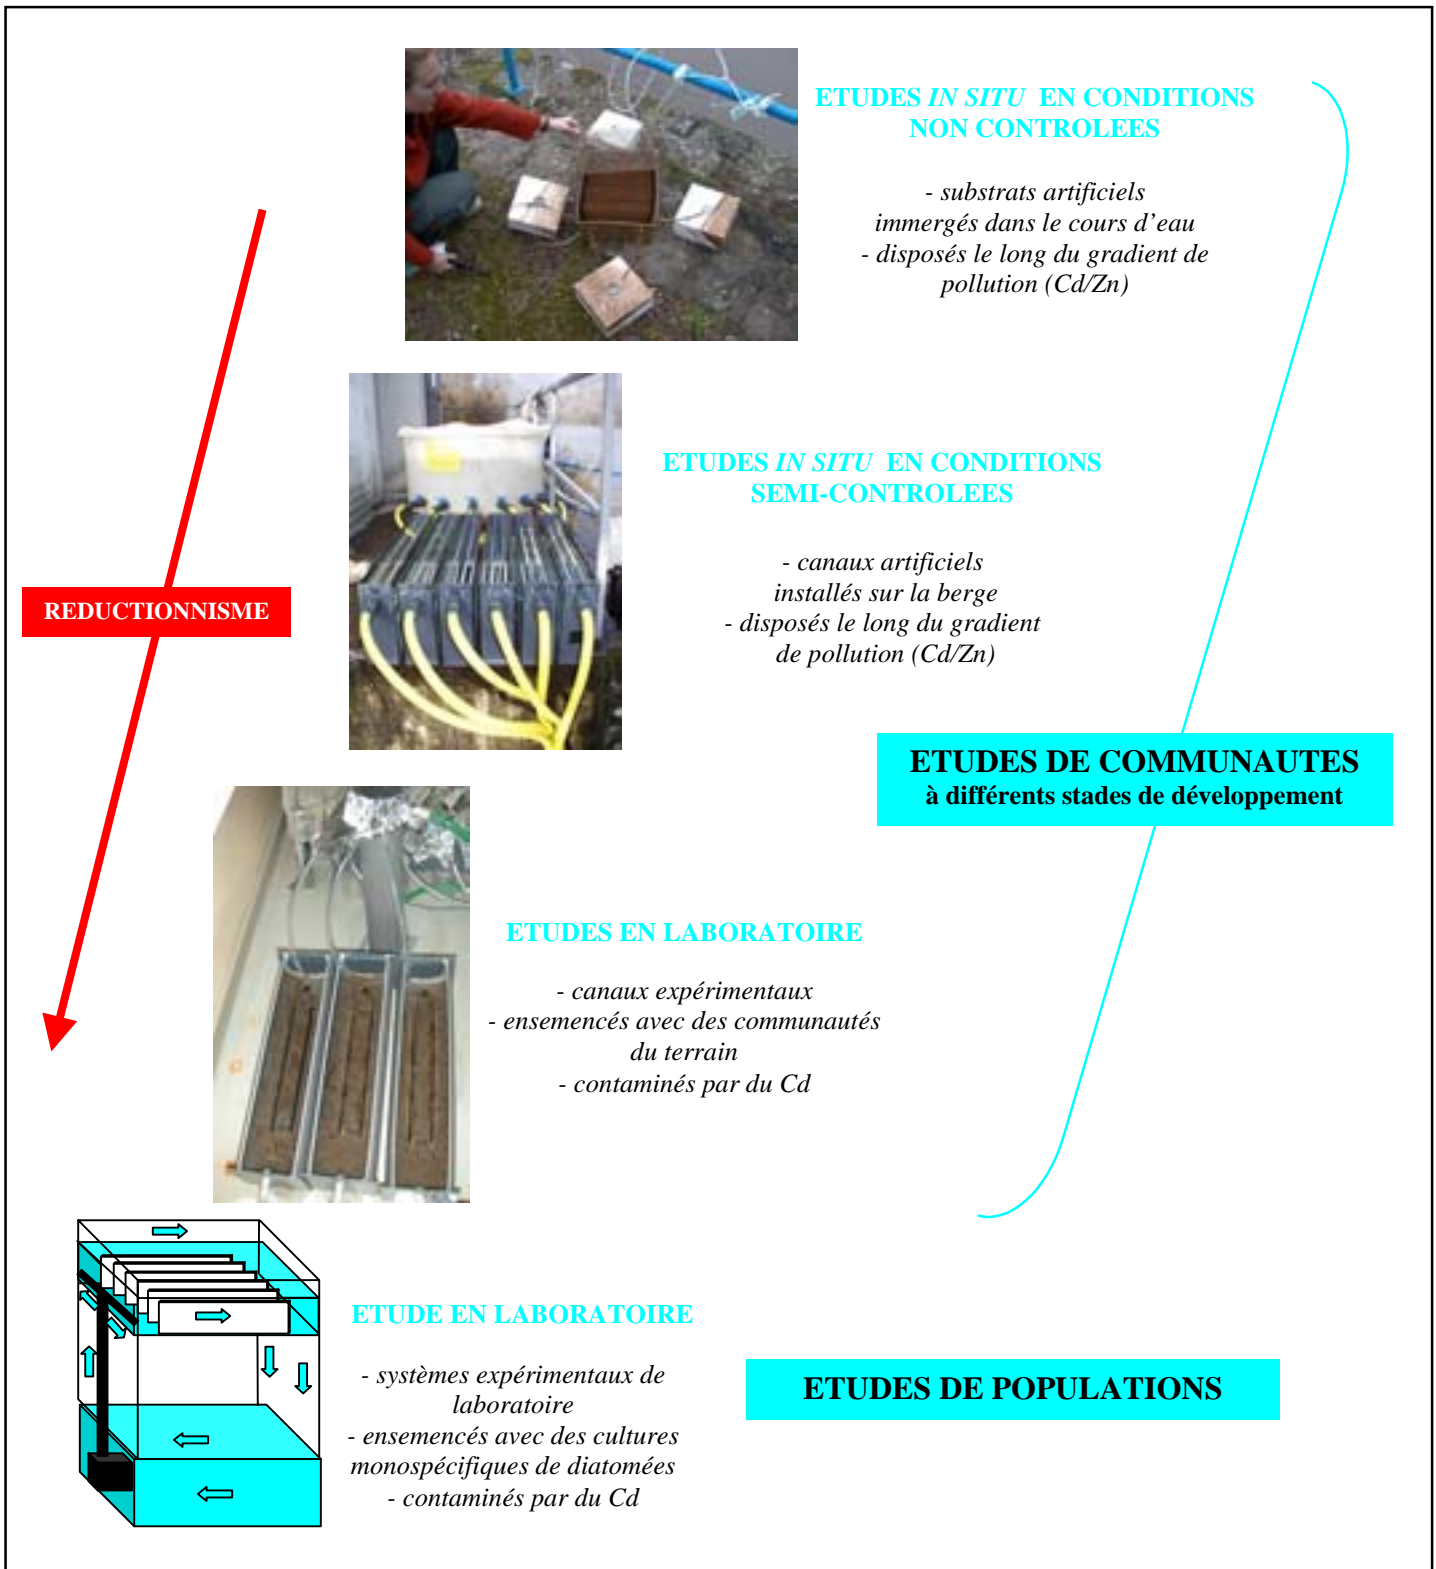 ETUDES IN SITU EN CONDITIONS
NON CONTROLEES
- substrats artificiels
immergés dans le cours d’eau
- disposés le long du gradient de
pollution (Cd/Zn)
ETUDES IN SITU EN CONDITIONS
SEMI-CONTROLEES
- canaux artificiels
installés sur la berge
- disposés le long du gradient
de pollution (Cd/Zn)
REDUCTIONNISME
ETUDES DE COMMUNAUTES
à différents stades de développement
ETUDES EN LABORATOIRE
- canaux expérimentaux
- ensemencés avec des communautés
du terrain
- contaminés par du Cd
ETUDE EN LABORATOIRE
- systèmes expérimentaux de
laboratoire
- ensemencés avec des cultures
monospécifiques de diatomées
- contaminés par du Cd
ETUDES DE POPULATIONS